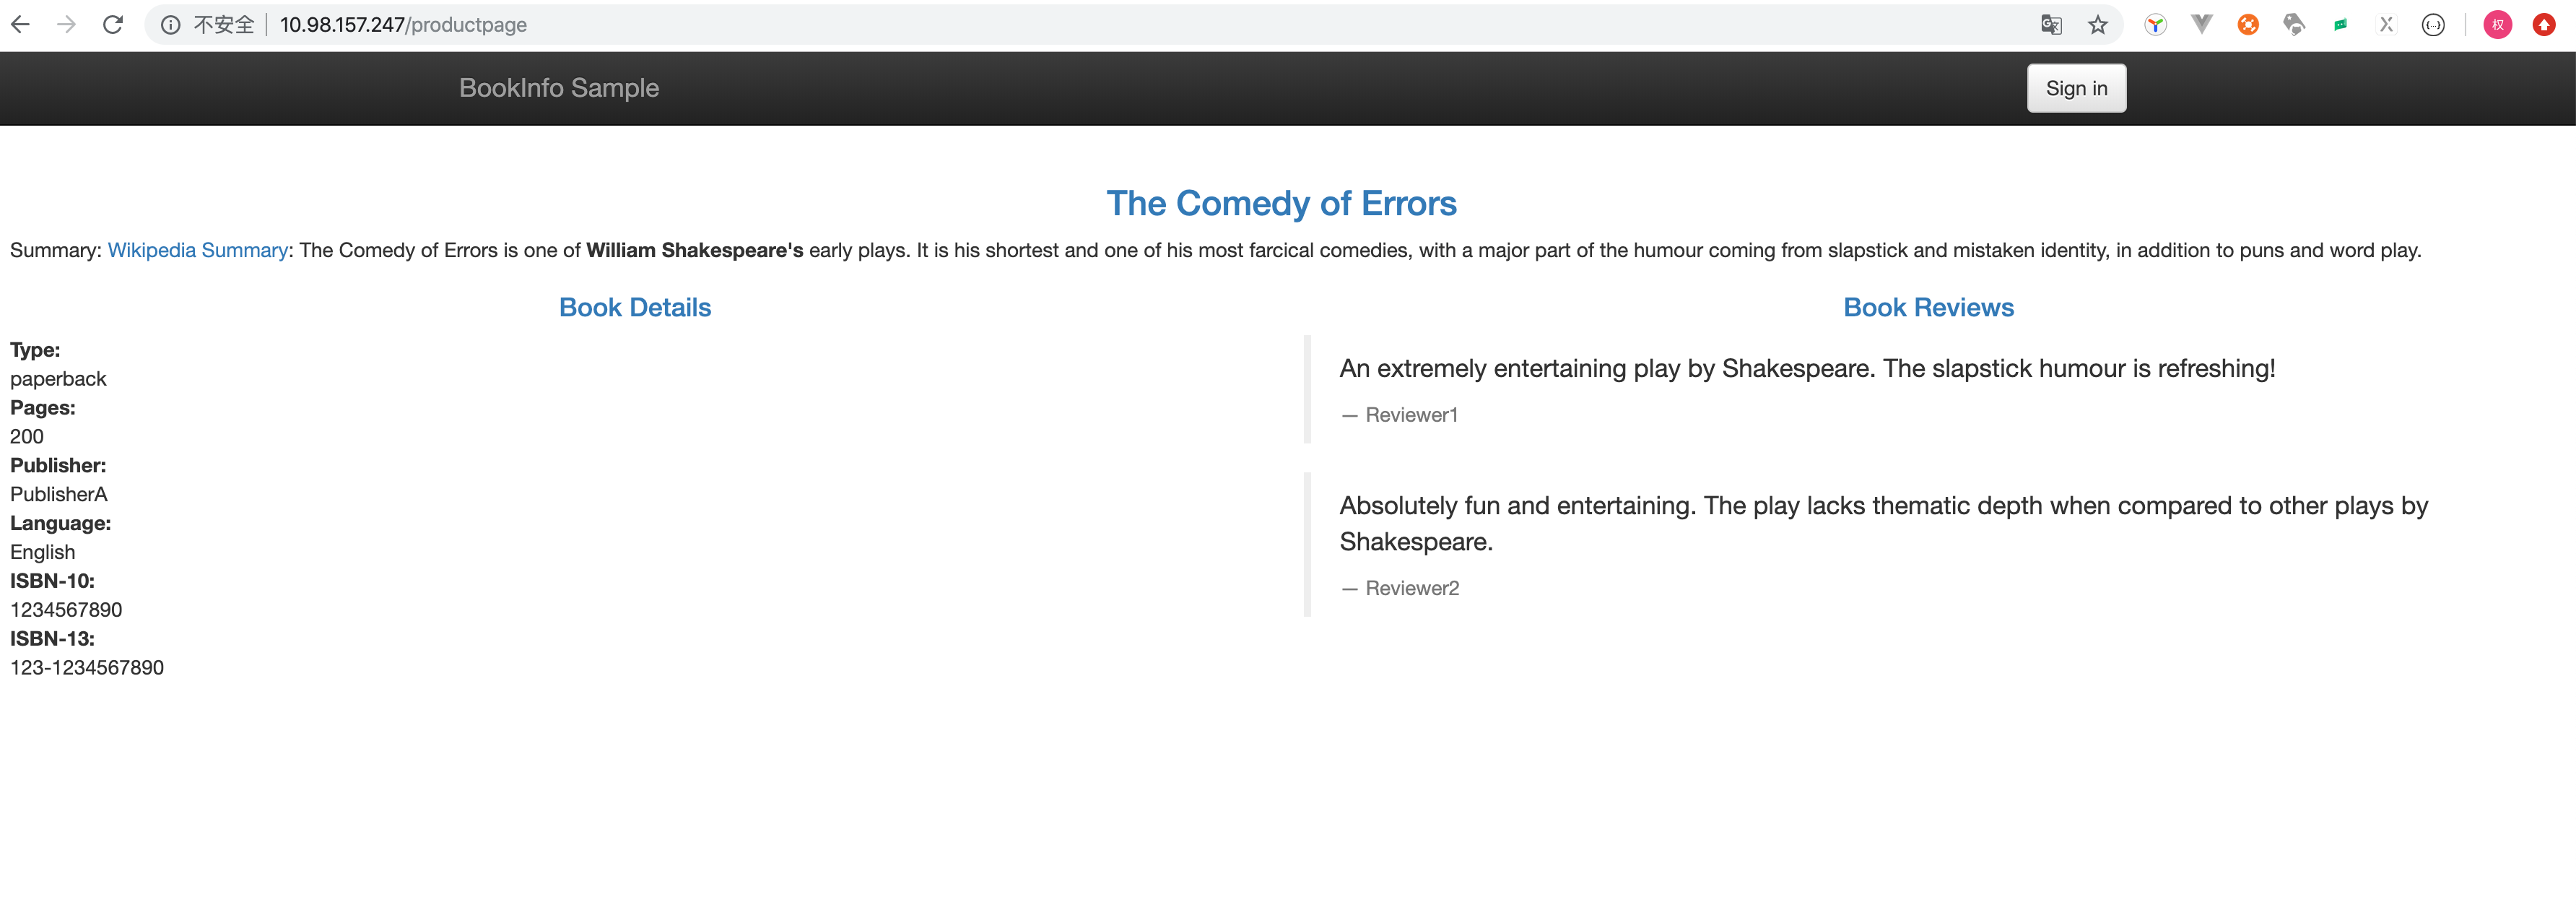 不安全 10.98.157.247/productpage
权
BookInfo Sample
Sign in
The Comedy of Errors
Summary: Wikipedia Summary: The Comedy of Errors is one of William Shakespeare's early plays. It is his shortest and one of his most farcical comedies, with a major part of the humour coming from slapstick and mistaken identity, in addition to puns and word play.
Book Details
Type:
paperback
Pages:
200
Publisher:
PublisherA
Language:
English
ISBN-10:
1234567890
ISBN-13:
123-1234567890
Book Reviews
An extremely entertaining play by Shakespeare. The slapstick humour is refreshing!
— Reviewer1
Absolutely fun and entertaining. The play lacks thematic depth when compared to other plays by
Shakespeare.
— Reviewer2